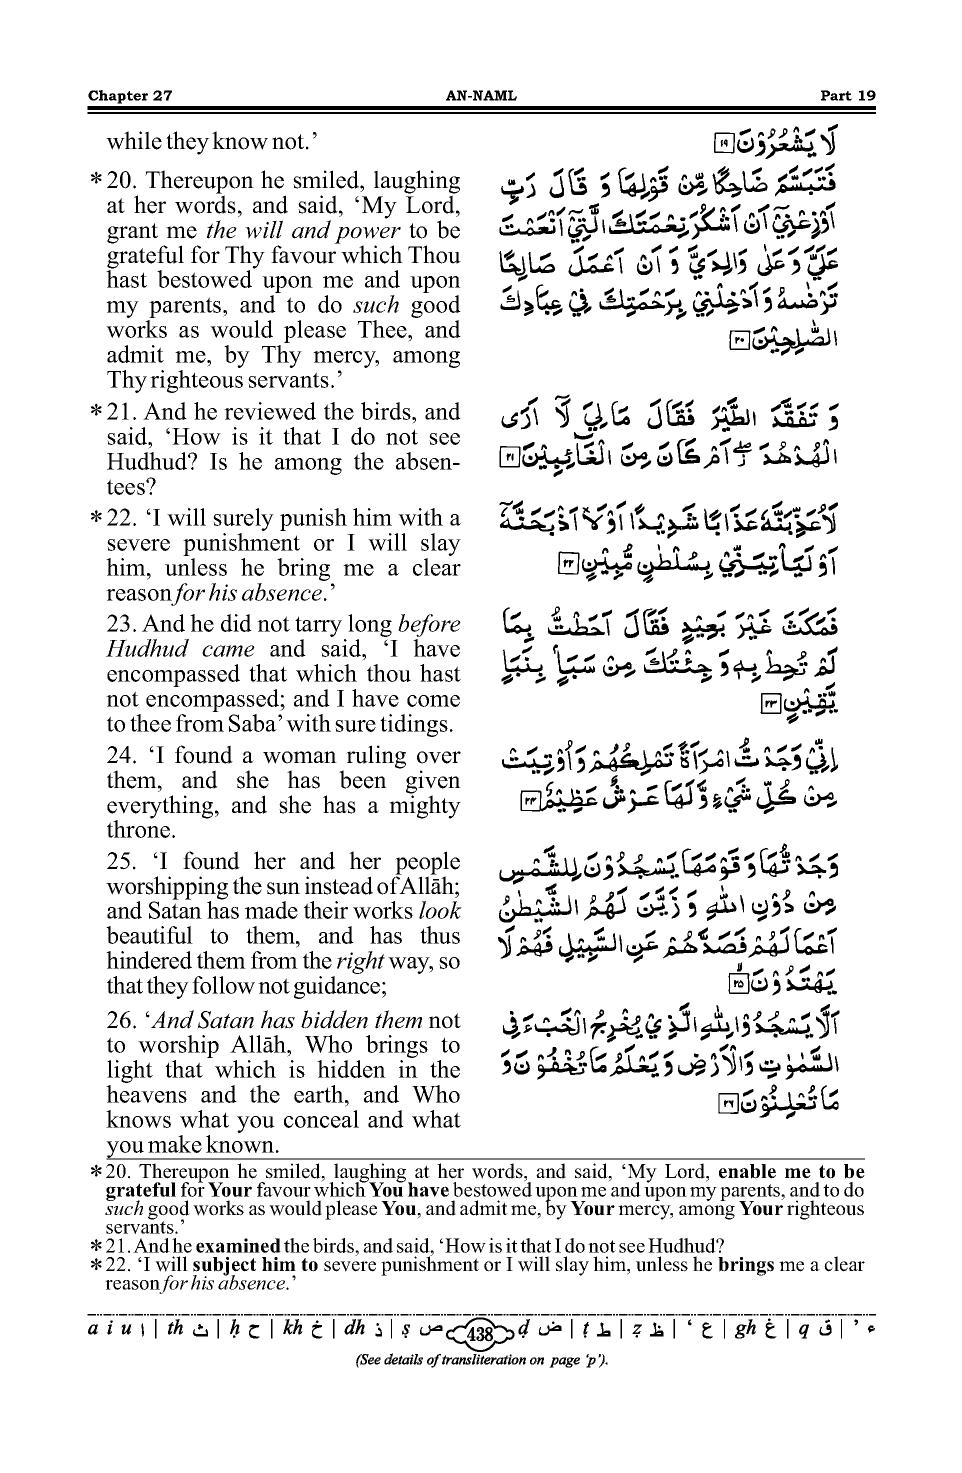 Chapter 27 AN-NAML Part 19
while they know not.’
*20. Thereupon he smiled, laughing
at her words, and said, ‘My Lord,
grant me the will and power to be
grateful for Thy favour which Thou
hast bestowed upon me and upon
my parents, and to do such good
works as would please Thee, and
admit me, by Thy mercy, among
Thy righteous servants.’
*21. And he reviewed the birds, and
said, ‘How is it that I do not see
Hudhud? Is he among the absen-
tees?
*22. ‘I will surely punish him with a
severe punishment or I will slay
him, unless he bring me a clear
reason for his absence.’
23. And he did not tarry long before
Hudhud came and said, ‘I have
encompassed that which thou hast
not encompassed; and I have come
to thee from Saba’ with sure tidings.
24. ‘I found a woman ruling over
them, and she has been given
everything, and she has a mighty
throne.
25. ‘I found her and her people
worshipping the sun instead of Allāh;
and Satan has made their works look
beautiful to them, and has thus
hindered them from the right way, so
that they follow not guidance;
26. ‘And Satan has bidden them not
to worship Allāh, Who brings to
light that which is hidden in the
heavens and the earth, and Who
knows what you conceal and what
you make known.
لَا يَشْعُرُوْنَ ۱۹
فَتَبَسَّمَ ضَاحِكًا مِّنْ قَوْلِهَا وَ قَالَ رَبِّ
اَوْزِعْنِيْۤ اَنْ اَشْكُرَ نِعْمَتَكَ الَّتِيْۤ اَنْعَمْتَ
عَلَيَّ وَ عَلٰى وَالِدَيَّ وَ اَنْ اَعْمَلَ صَالِحًا
تَرْضٰىهُ وَ اَدْخِلْنِيْ بِرَحْمَتِكَ فِيْ عِبَادِكَ
الصّٰلِحِيْنَ ۲۰
وَ تَفَقَّدَ الطَّيْرَ فَقَالَ مَا لِيَ لَاۤ اَرَى
الْهُدْهُدَ ۖ اَمْ كَانَ مِنَ الْغَآئِبِيْنَ ۲۱
لَاُعَذِّبَنَّهٗ عَذَابًا شَدِيْدًا اَوْ لَاۡاَذْبَحَنَّهٗۤ
اَوْ لَيَاْتِيَنِّيْ بِسُلْطٰنٍ مُّبِيْنٍ ۲۲
فَمَكَثَ غَيْرَ بَعِيْدٍ فَقَالَ اَحَطْتُّ بِمَا
لَمْ تُحِطْ بِهٖ وَ جِئْتُكَ مِنْ سَبَاٍۭ بِنَبَاٍ
يَّقِيْنٍ ۲۳
اِنِّيْ وَجَدْتُّ امْرَاَةً تَمْلِكُهُمْ وَ اُوْتِيَتْ
مِنْ كُلِّ شَيْءٍ وَّ لَهَا عَرْشٌ عَظِيْمٌ ۲۴
وَجَدْتُّهَا وَ قَوْمَهَا يَسْجُدُوْنَ لِلشَّمْسِ
مِنْ دُوْنِ اللّٰهِ وَ زَيَّنَ لَهُمُ الشَّيْطٰنُ
اَعْمَالَهُمْ فَصَدَّهُمْ عَنِ السَّبِيْلِ فَهُمْ لَا
يَهْتَدُوْنَ ۲۵
اَلَّا يَسْجُدُوْا لِلّٰهِ الَّذِيْ يُخْرِجُ الْخَبْءَ فِى
السَّمٰوٰتِ وَ الْاَرْضِ وَ يَعْلَمُ مَا تُخْفُوْنَ وَ
مَا تُعْلِنُوْنَ ۲۶
*20. Thereupon he smiled, laughing at her words, and said, ‘My Lord, enable me to be
grateful for Your favour which You have bestowed upon me and upon my parents, and to do
such good works as would please You, and admit me, by Your mercy, among Your righteous
servants.’
*21. And he examined the birds, and said, ‘How is it that I do not see Hudhud?
*22. ‘I will subject him to severe punishment or I will slay him, unless he brings me a clear
reason for his absence.’
a i u ا | th ث | ḥ ح | kh خ | dh ذ | ṣ ص 438 ḍ ض | ṭ ط | ẓ ظ | ‘ ع | gh غ | q ق | ’ ء
(See details of transliteration on page ‘p’).